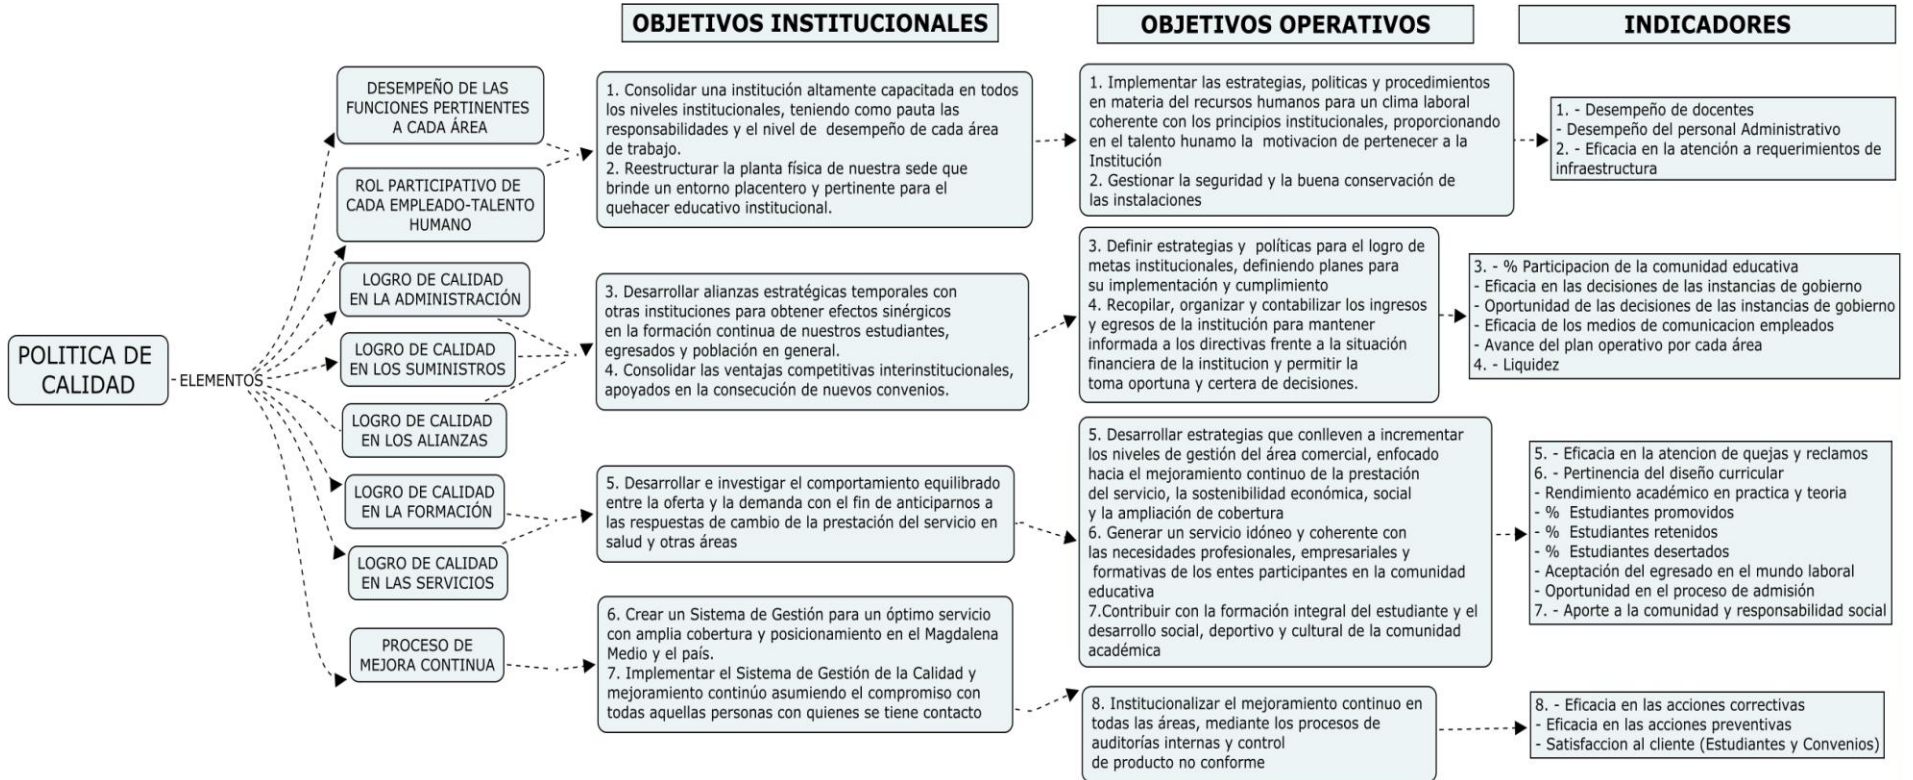 OBJETIVOS INSTITUCIONALES
OBJETIVOS OPERATIVOS
INDICADORES
POLITICA DE
CALIDAD
ELEMENTOS
DESEMPEÑO DE LAS
FUNCIONES PERTINENTES
A CADA ÁREA
ROL PARTICIPATIVO DE
CADA EMPLEADO-TALENTO
HUMANO
LOGRO DE CALIDAD
EN LA ADMINISTRACIÓN
LOGRO DE CALIDAD
EN LOS SUMINISTROS
LOGRO DE CALIDAD
EN LOS ALIANZAS
LOGRO DE CALIDAD
EN LA FORMACIÓN
LOGRO DE CALIDAD
EN LAS SERVICIOS
PROCESO DE
MEJORA CONTINUA
1. Consolidar una institución altamente capacitada en todos
los niveles institucionales, teniendo como pauta las
responsabilidades y el nivel de desempeño de cada área
de trabajo.
2. Reestructurar la planta física de nuestra sede que
brinde un entorno placentero y pertinente para el
quehacer educativo institucional.
3. Desarrollar alianzas estratégicas temporales con
otras instituciones para obtener efectos sinérgicos
en la formación continua de nuestros estudiantes,
egresados y población en general.
4. Consolidar las ventajas competitivas interinstitucionales,
apoyados en la consecución de nuevos convenios.
5. Desarrollar e investigar el comportamiento equilibrado
entre la oferta y la demanda con el fin de anticiparnos a
las respuestas de cambio de la prestación del servicio en
salud y otras áreas
6. Crear un Sistema de Gestión para un óptimo servicio
con amplia cobertura y posicionamiento en el Magdalena
Medio y el país.
7. Implementar el Sistema de Gestión de la Calidad y
mejoramiento continúo asumiendo el compromiso con
todas aquellas personas con quienes se tiene contacto
1. Implementar las estrategias, politicas y procedimientos
en materia del recursos humanos para un clima laboral
coherente con los principios institucionales, proporcionando
en el talento hunamo la motivacion de pertenecer a la
Institución
2. Gestionar la seguridad y la buena conservación de
las instalaciones
3. Definir estrategias y políticas para el logro de
metas institucionales, definiendo planes para
su implementación y cumplimiento
4. Recopilar, organizar y contabilizar los ingresos
y egresos de la institución para mantener
informada a los directivas frente a la situación
financiera de la institucion y permitir la
toma oportuna y certera de decisiones.
5. Desarrollar estrategias que conlleven a incrementar
los niveles de gestión del área comercial, enfocado
hacia el mejoramiento continuo de la prestación
del servicio, la sostenibilidad económica, social
y la ampliación de cobertura
6. Generar un servicio idóneo y coherente con
las necesidades profesionales, empresariales y
formativas de los entes participantes en la comunidad
educativa
7.Contribuir con la formación integral del estudiante y el
desarrollo social, deportivo y cultural de la comunidad
académica
8. Institucionalizar el mejoramiento continuo en
todas las áreas, mediante los procesos de
auditorías internas y control
de producto no conforme
1. - Desempeño de docentes
- Desempeño del personal Administrativo
2. - Eficacia en la atención a requerimientos de
infraestructura
3. - % Participacion de la comunidad educativa
- Eficacia en las decisiones de las instancias de gobierno
- Oportunidad de las decisiones de las instancias de gobierno
- Eficacia de los medios de comunicacion empleados
- Avance del plan operativo por cada área
4. - Liquidez
5. - Eficacia en la atencion de quejas y reclamos
6. - Pertinencia del diseño curricular
- Rendimiento académico en practica y teoria
- % Estudiantes promovidos
- % Estudiantes retenidos
- % Estudiantes desertados
- Aceptación del egresado en el mundo laboral
- Oportunidad en el proceso de admisión
7. - Aporte a la comunidad y responsabilidad social
8. - Eficacia en las acciones correctivas
- Eficacia en las acciones preventivas
- Satisfaccion al cliente (Estudiantes y Convenios)